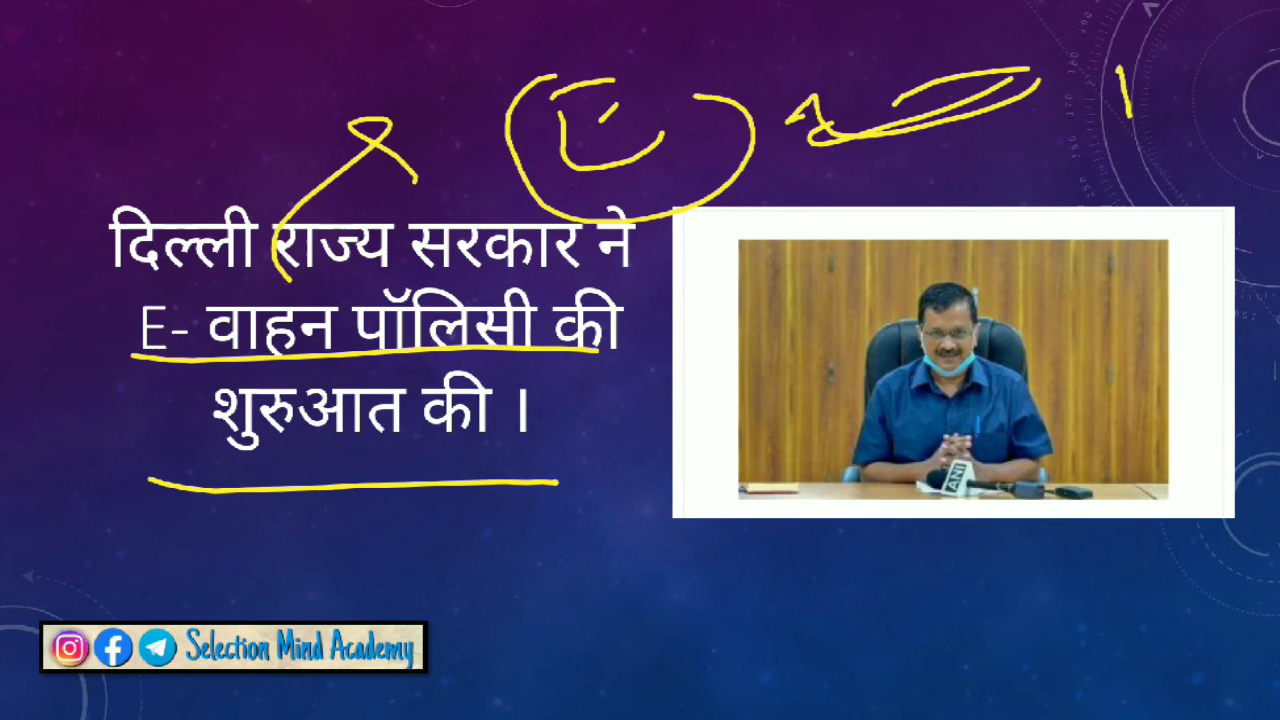 दिल्ली राज्य सरकार ने
E- वाहन पॉलिसी की
शुरुआत की ।
ANI
Selection Mind Academy